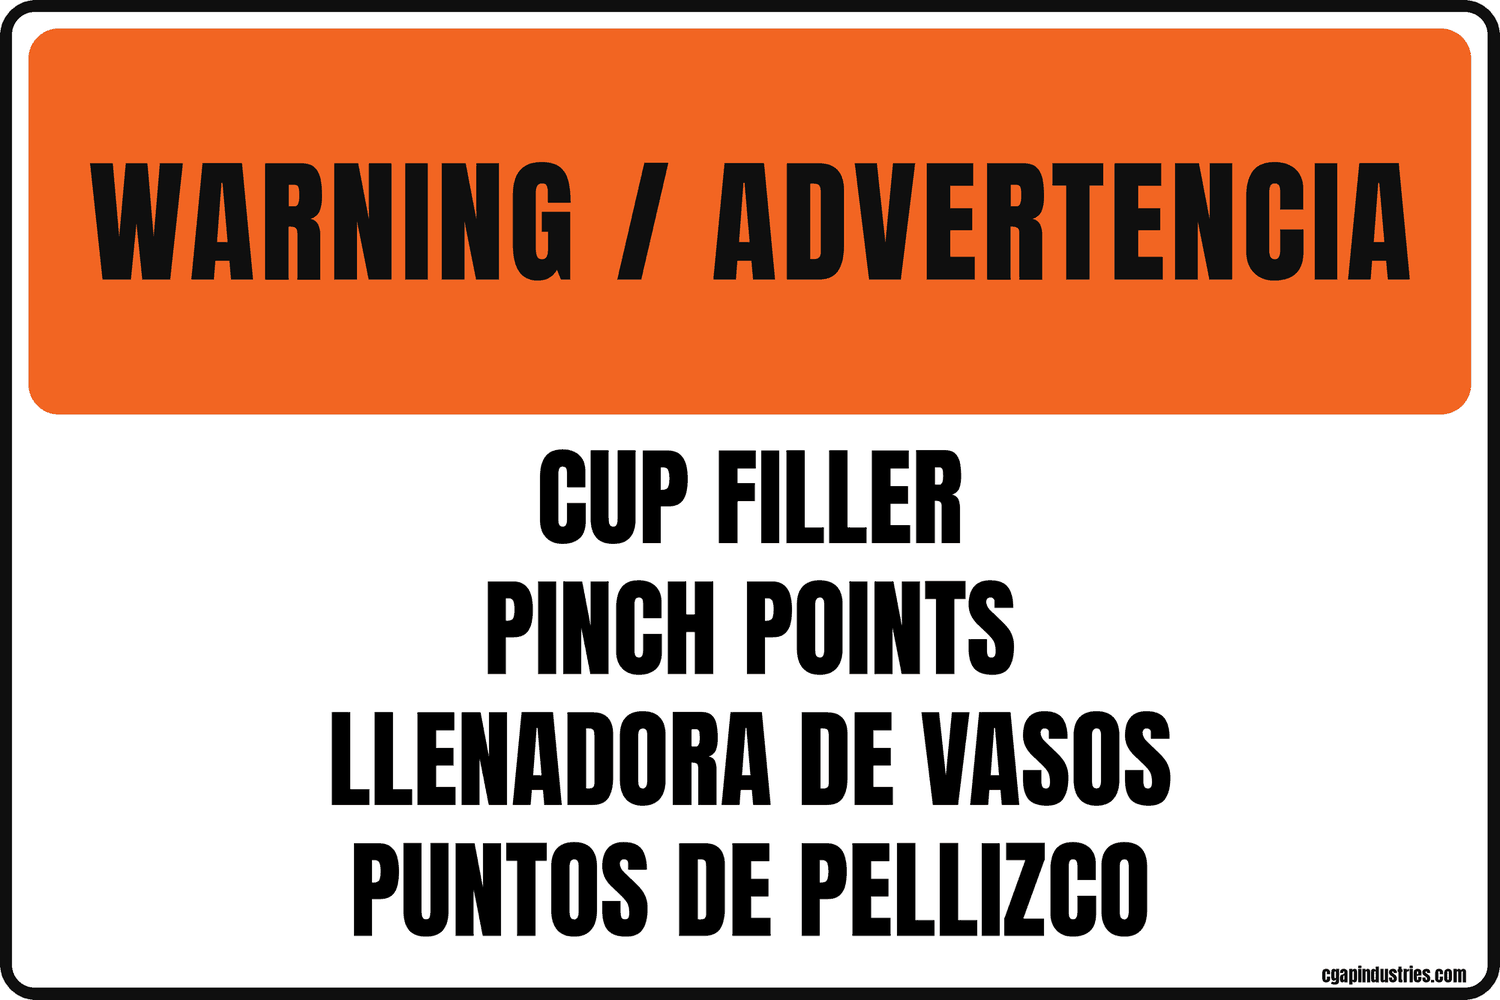 WARNING / ADVERTENCIA
CUP FILLER
PINCH POINTS
LLENADORA DE VASOS
PUNTOS DE PELLIZCO
cgapindustries.com